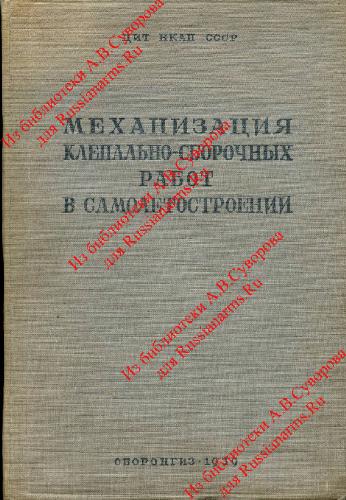 ЦИТ НКАП СССР
МЕХАНИЗАЦИЯ
КЛЕПАЛЬНО-СБОРОЧНЫХ
РАБОТ
В САМОЛЕТОСТРОЕНИИ
ОБОРОНГИЗ
Из библиотеки А.В.Суворова
для Russianarms.Ru
Из библиотеки А.В.Суворова
для Russianarms.Ru
Из библиотеки А.В.Суворова
для Russianarms.Ru